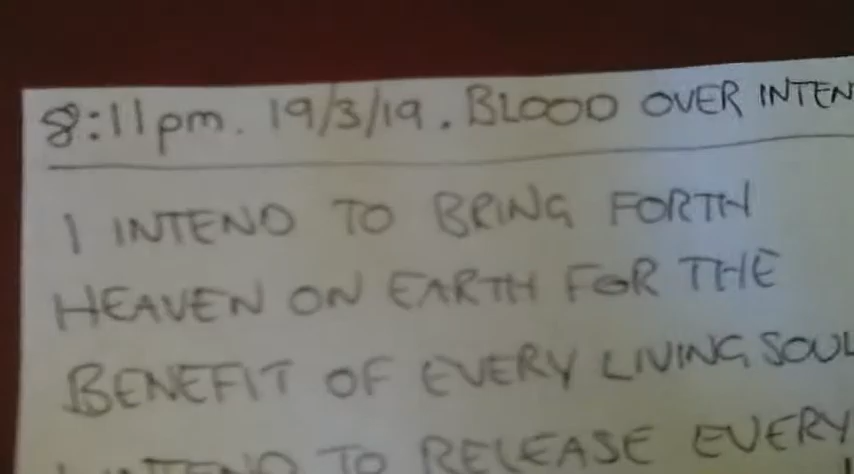 8:11pm. 19/3/19. BLOOD OVER INTEN
I INTEND TO BRING FORTH
HEAVEN ON EARTH FOR THE
BENEFIT OF EVERY LIVING SOUL
I INTEND TO RELEASE EVERY